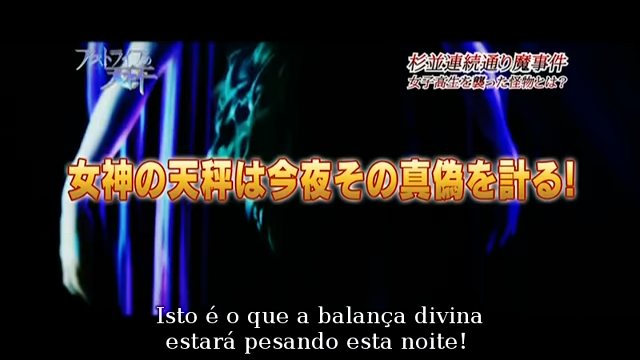 アストライアの
天秤
杉並連続通り魔事件
女子高生を襲った怪物とは?
女神の天秤は今夜その真偽を計る!
Isto é o que a balança divina
estará pesando esta noite!